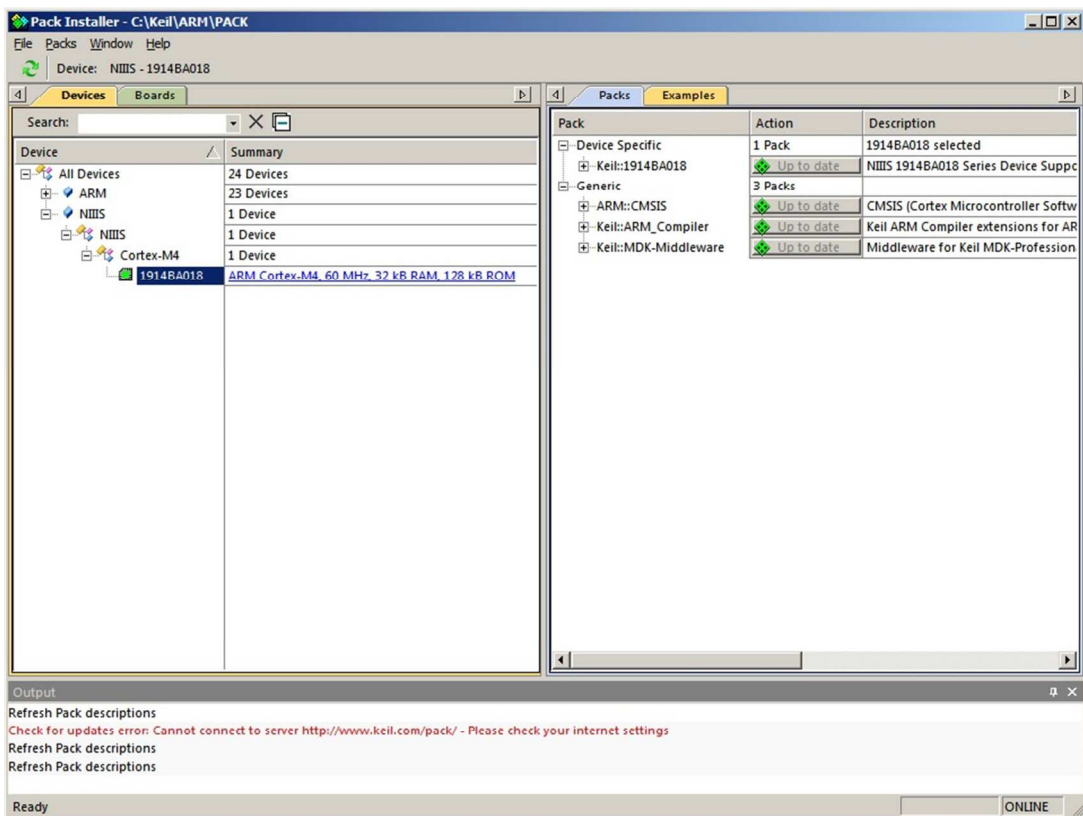 Pack Installer - C:\Keil\ARM\PACK
File Packs Window Help
Device: NIIIS - 1914BA018
Devices Boards
Search:
Device Summary
All Devices 24 Devices
ARM 23 Devices
NIIIS 1 Device
NIIIS 1 Device
Cortex-M4 1 Device
1914BA018 ARM Cortex-M4, 60 MHz, 32 kB RAM, 128 kB ROM
Packs Examples
Pack Action Description
Device Specific 1 Pack 1914BA018 selected
Keil::1914BA018 Up to date NIIIS 1914BA018 Series Device Suppo
Generic 3 Packs
ARM::CMSIS Up to date CMSIS (Cortex Microcontroller Softw
Keil::ARM_Compiler Up to date Keil ARM Compiler extensions for AR
Keil::MDK-Middleware Up to date Middleware for Keil MDK-Profession
Output
Refresh Pack descriptions
Check for updates error: Cannot connect to server http://www.keil.com/pack/ - Please check your internet settings
Refresh Pack descriptions
Refresh Pack descriptions
Ready ONLINE